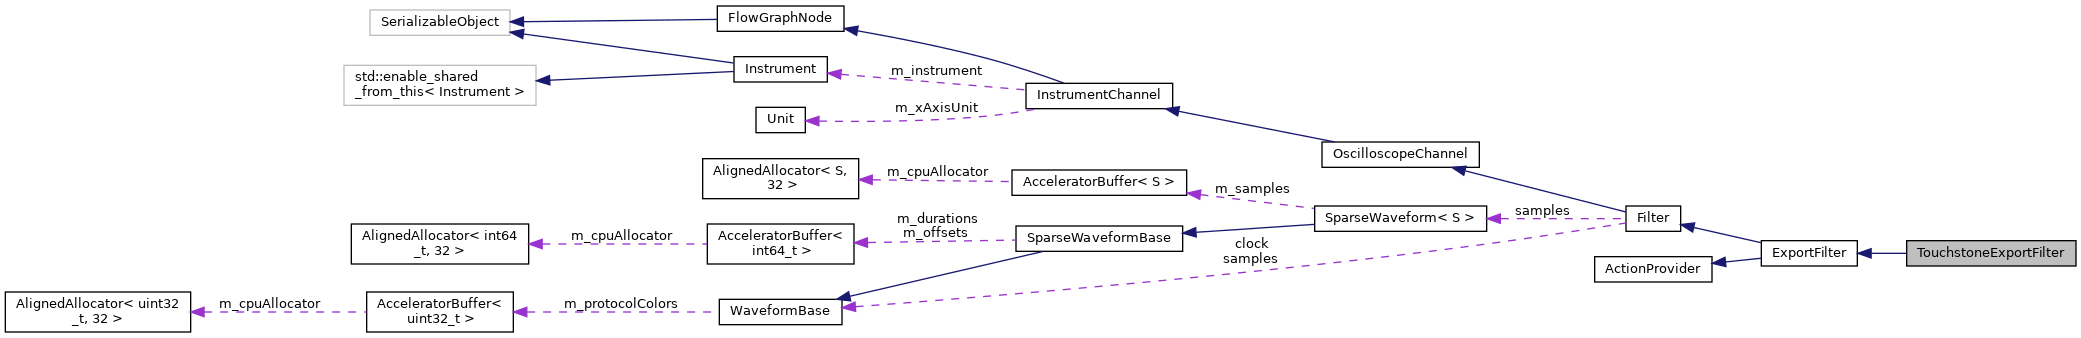 SerializableObject
FlowGraphNode
std::enable_shared
_from_this< Instrument >
Instrument
m_instrument
InstrumentChannel
Unit
m_xAxisUnit
OscilloscopeChannel
AlignedAllocator< S,
32 >
m_cpuAllocator
AcceleratorBuffer< S >
m_samples
SparseWaveform< S >
samples
Filter
AlignedAllocator< int64
_t, 32 >
m_cpuAllocator
AcceleratorBuffer<
int64_t >
m_durations
m_offsets
SparseWaveformBase
clock
samples
ExportFilter
TouchstoneExportFilter
ActionProvider
AlignedAllocator< uint32
_t, 32 >
m_cpuAllocator
AcceleratorBuffer<
uint32_t >
m_protocolColors
WaveformBase